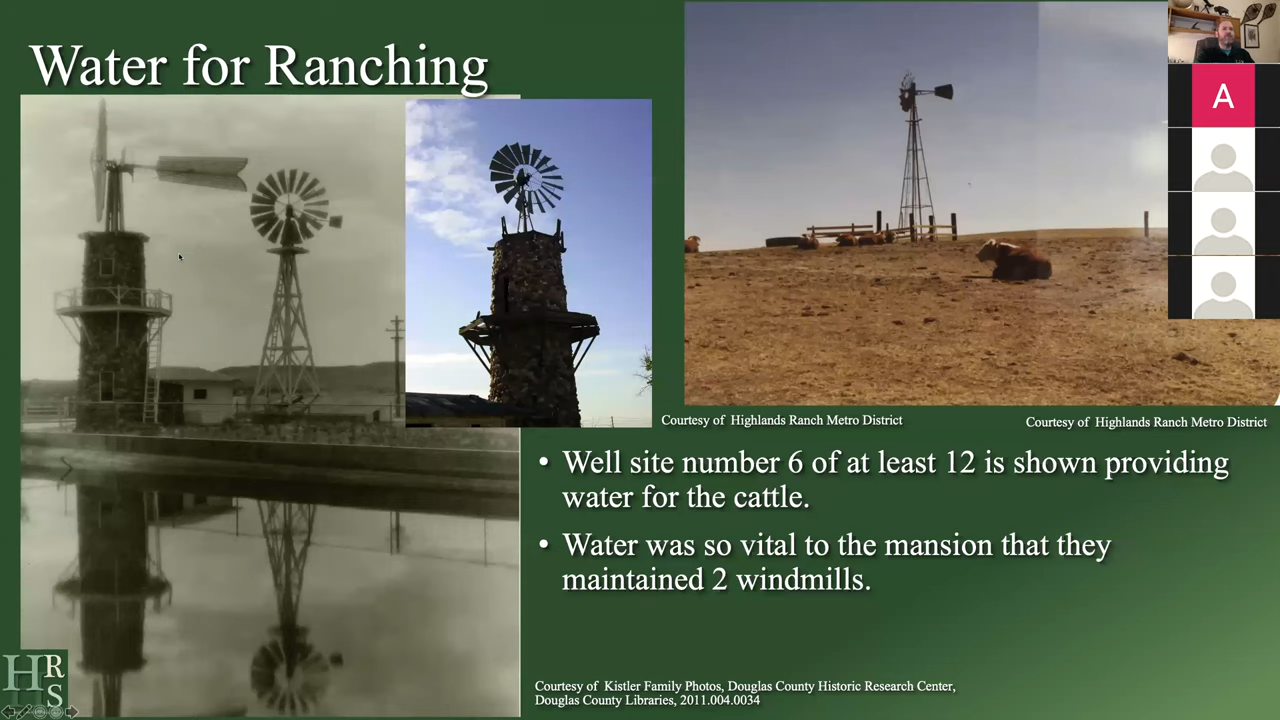 Water for Ranching
A
Courtesy of Highlands Ranch Metro District
Courtesy of Highlands Ranch Metro District
• Well site number 6 of at least 12 is shown providing
water for the cattle.
• Water was so vital to the mansion that they
maintained 2 windmills.
Courtesy of Kistler Family Photos, Douglas County Historic Research Center,
Douglas County Libraries, 2011.004.0034
HRS